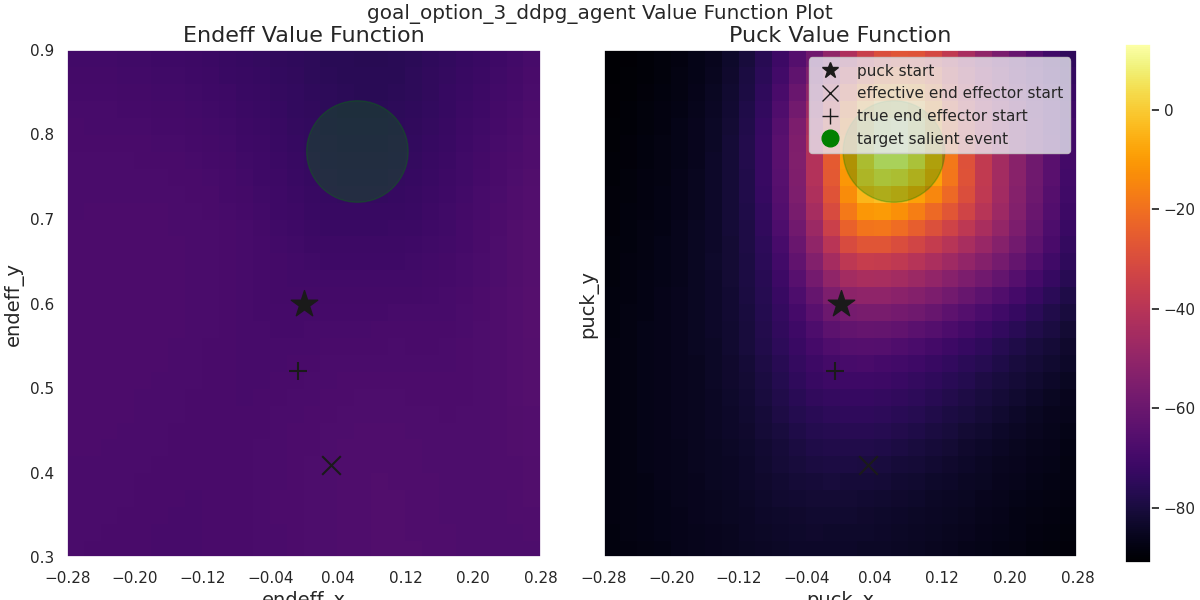 goal_option_3_ddpg_agent Value Function Plot
Endeff Value Function
Puck Value Function
0.9
0.8
0.7
0.6
0.5
0.4
0.3
endeff_y
−0.28 −0.20 −0.12 −0.04 0.04 0.12 0.20 0.28
endeff_x
puck_y
puck start
effective end effector start
true end effector start
target salient event
−0.28 −0.20 −0.12 −0.04 0.04 0.12 0.20 0.28
puck_x
0
−20
−40
−60
−80